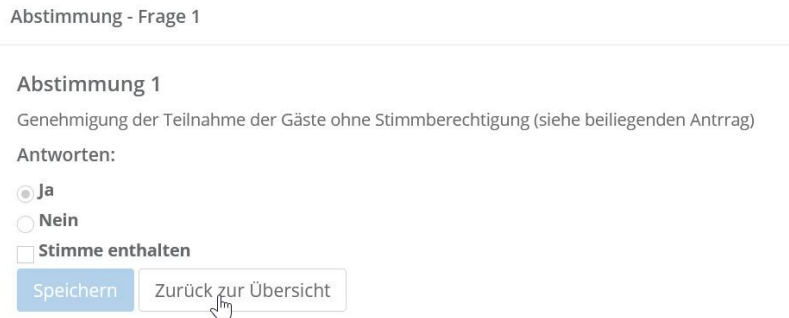 Abstimmung - Frage 1
Abstimmung 1
Genehmigung der Teilnahme der Gäste ohne Stimmberechtigung (siehe beiliegenden Antrrag)
Antworten:
Ja
Nein
Stimme enthalten
Speichern Zurück zur Übersicht